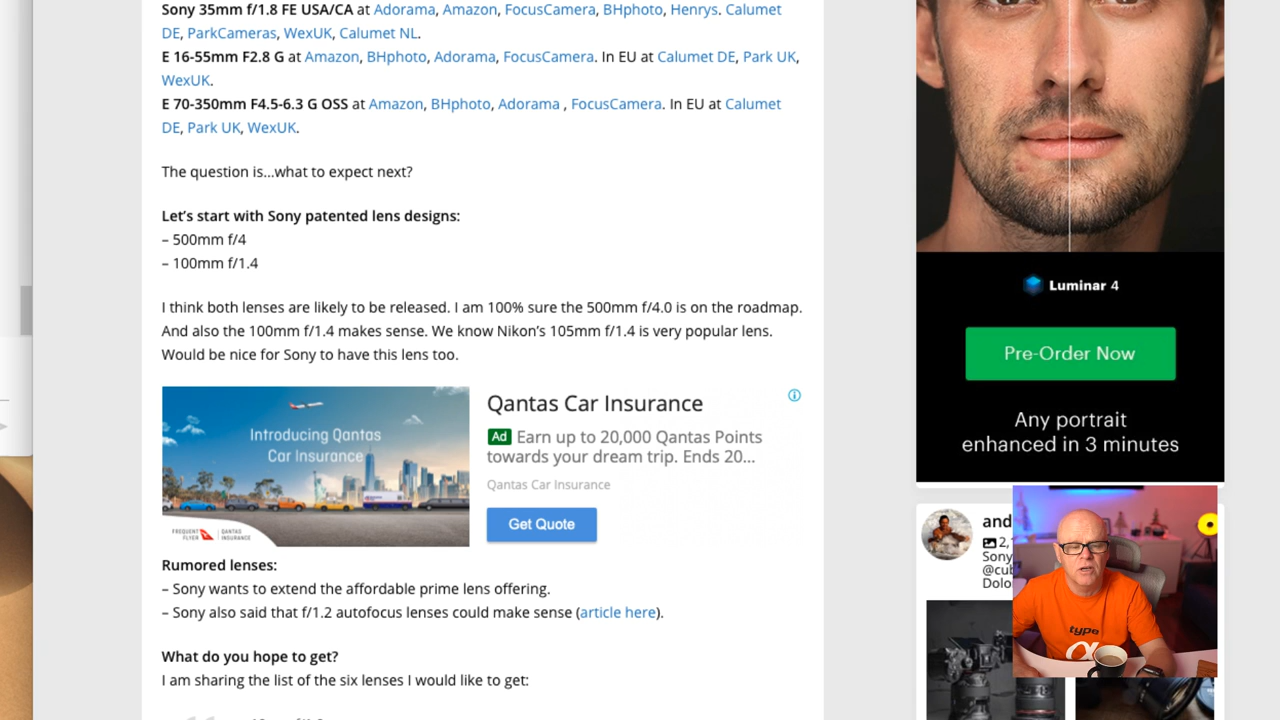 Sony 35mm f/1.8 FE USA/CA at Adorama, Amazon, FocusCamera, BHphoto, Henrys. Calumet
DE, ParkCameras, WexUK, Calumet NL.
E 16-55mm F2.8 G at Amazon, BHphoto, Adorama, FocusCamera. In EU at Calumet DE, Park UK,
WexUK.
E 70-350mm F4.5-6.3 G OSS at Amazon, BHphoto, Adorama , FocusCamera. In EU at Calumet
DE, Park UK, WexUK.
The question is...what to expect next?
Let's start with Sony patented lens designs:
– 500mm f/4
– 100mm f/1.4
I think both lenses are likely to be released. I am 100% sure the 500mm f/4.0 is on the roadmap.
And also the 100mm f/1.4 makes sense. We know Nikon's 105mm f/1.4 is very popular lens.
Would be nice for Sony to have this lens too.
Introducing Qantas
Car Insurance
FREQUENT
FLYER
QANTAS
INSURANCE
Qantas Car Insurance
Ad Earn up to 20,000 Qantas Points
towards your dream trip. Ends 20...
Qantas Car Insurance
Get Quote
Rumored lenses:
– Sony wants to extend the affordable prime lens offering.
– Sony also said that f/1.2 autofocus lenses could make sense (article here).
What do you hope to get?
I am sharing the list of the six lenses I would like to get:
Luminar 4
Pre-Order Now
Any portrait
enhanced in 3 minutes
and
2,
Sony
@cub
Dolo
type
α